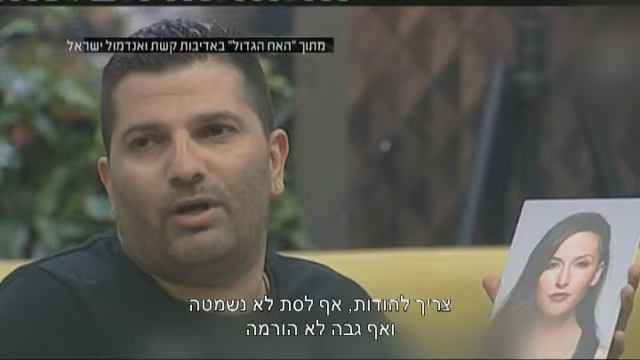 מתוך "האח הגדול" באדיבות קשת ואנדמול ישראל
צריך להודות, אף לסת לא נשמטה
ואף גבה לא הורמה